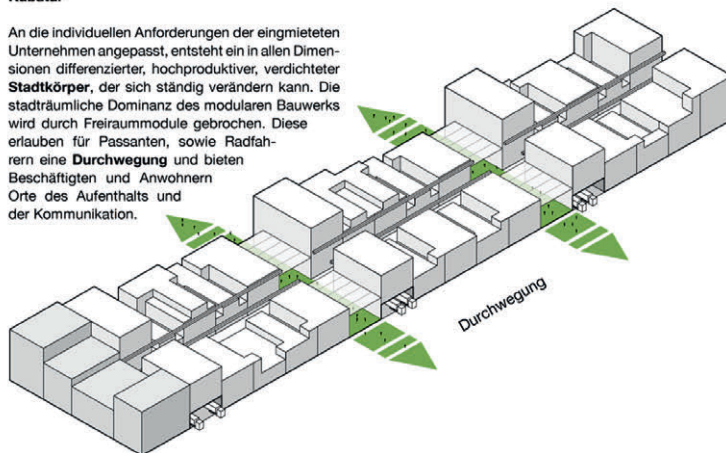 An die individuellen Anforderungen der eingmieteten
Unternehmen angepasst, entsteht ein in allen Dimen-
sionen differenzierter, hochproduktiver, verdichteter
Stadtkörper, der sich ständig verändern kann. Die
stadträumliche Dominanz des modularen Bauwerks
wird durch Freiraummodule gebrochen. Diese
erlauben für Passanten, sowie Radfah-
rern eine Durchwegung und bieten
Beschäftigten und Anwohnern
Orte des Aufenthalts und
der Kommunikation.
Durchwegung